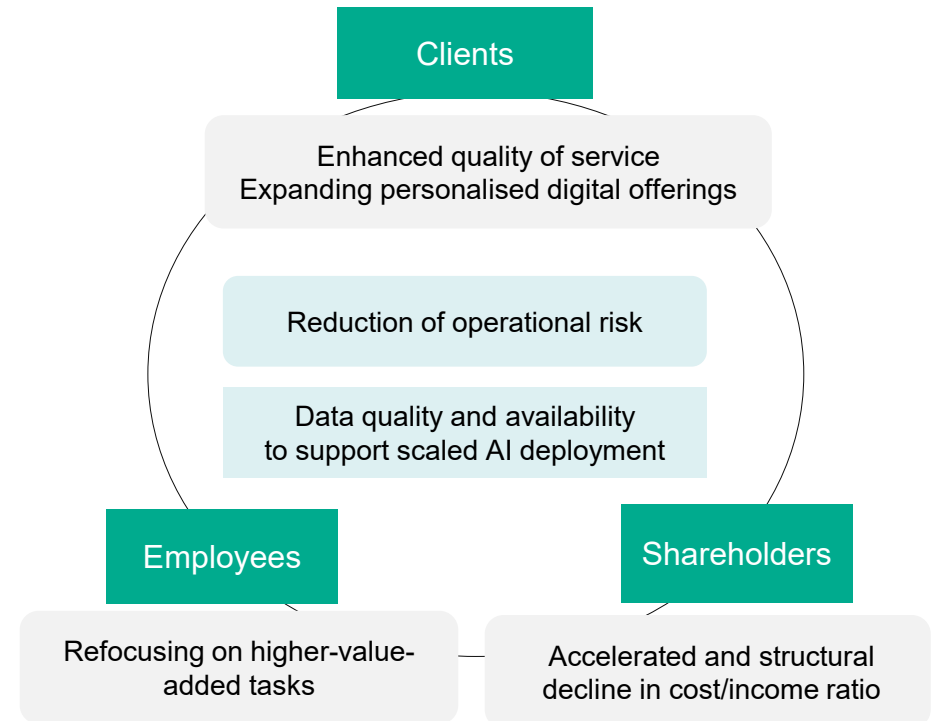 Clients
Enhanced quality of service
Expanding personalised digital offerings
Reduction of operational risk
Data quality and availability
to support scaled AI deployment
Employees
Shareholders
Refocusing on higher-value-
added tasks
Accelerated and structural
decline in cost/income ratio